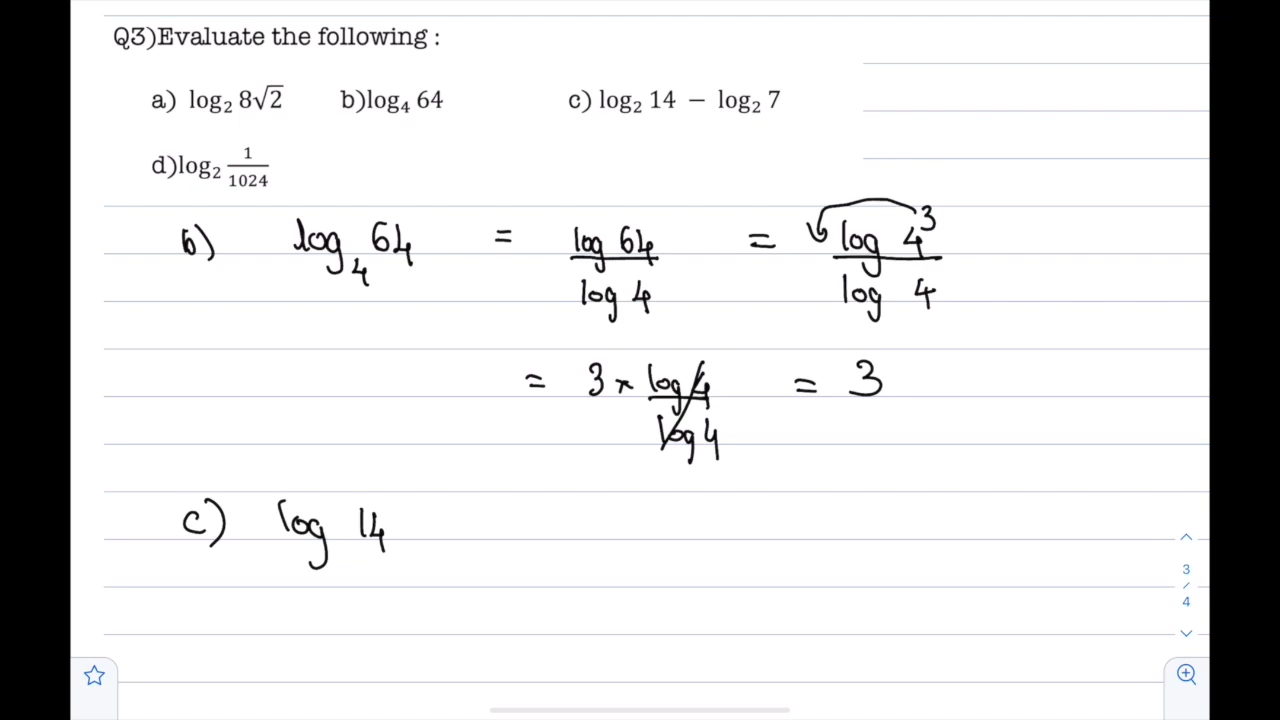 Q3)Evaluate the following :
a) log₂ 8√2 b)log₄ 64 c) log₂ 14 − log₂ 7
d)log₂ 1/1024
b) log₄ 64 = log 64 / log 4 = log 4³ / log 4
= 3 × log 4 / log 4 = 3
c) log 14
3
/
4